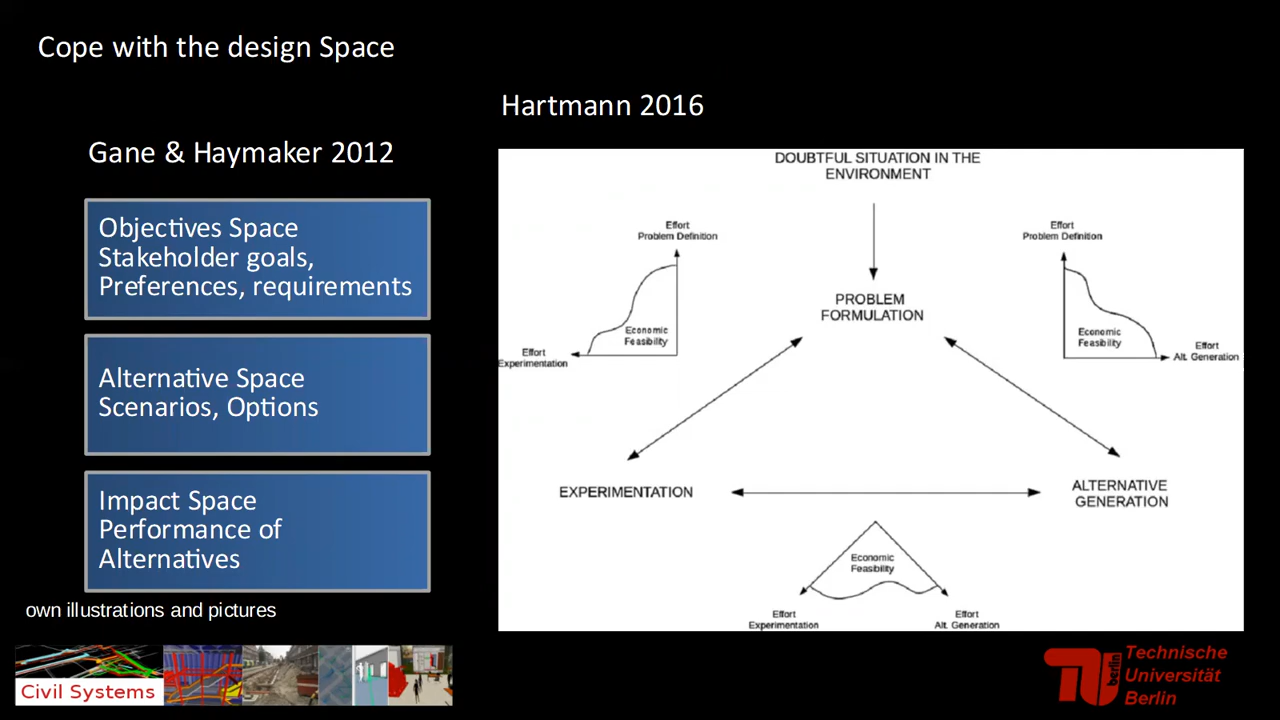 Cope with the design Space
Hartmann 2016
Gane & Haymaker 2012
Objectives Space
Stakeholder goals,
Preferences, requirements
Alternative Space
Scenarios, Options
Impact Space
Performance of
Alternatives
own illustrations and pictures
DOUBTFUL SITUATION IN THE
ENVIRONMENT
Effort
Problem Definition
Economic
Feasibility
Effort
Experimentation
Effort
Problem Definition
Economic
Feasibility
Effort
Alt. Generation
PROBLEM
FORMULATION
EXPERIMENTATION
ALTERNATIVE
GENERATION
Economic
Feasibility
Effort
Experimentation
Effort
Alt. Generation
Civil Systems
berlin
Technische
Universität
Berlin